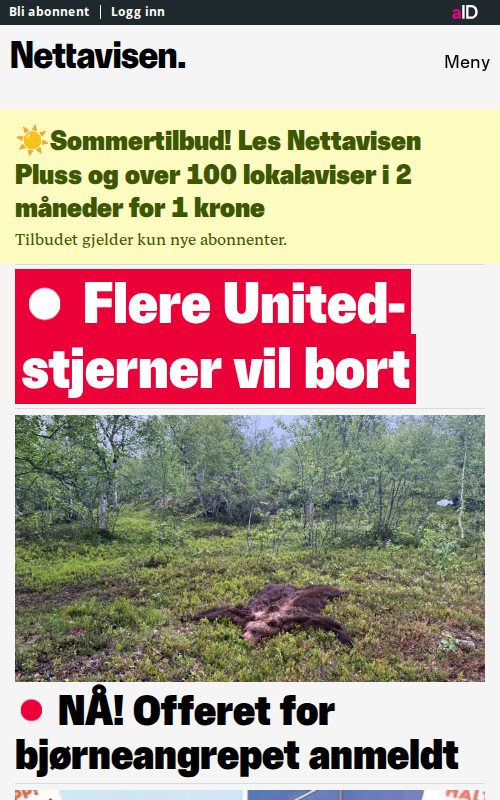 Bli abonnent | Logg inn aID
Nettavisen.
Meny
☀️Sommertilbud! Les Nettavisen
Pluss og over 100 lokalaviser i 2
måneder for 1 krone
Tilbudet gjelder kun nye abonnenter.
Flere United-
stjerner vil bort
NÅ! Offeret for
bjørneangrepet anmeldt